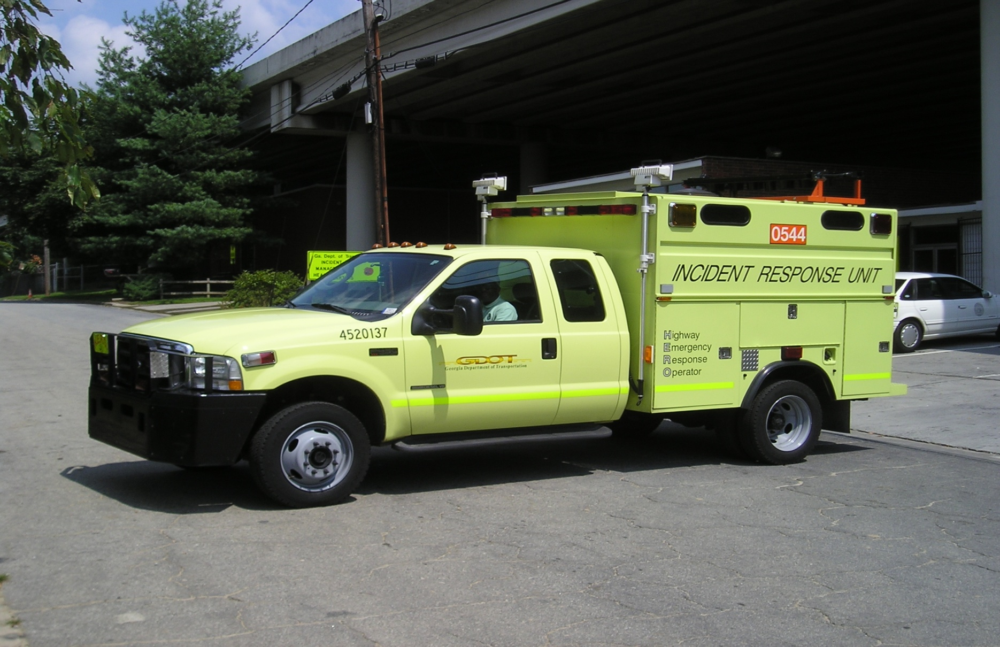 Ga. Dept. of
INCIDENT
4520137
GDOT
Georgia Department of Transportation
0544
INCIDENT RESPONSE UNIT
Highway
Emergency
Response
Operator